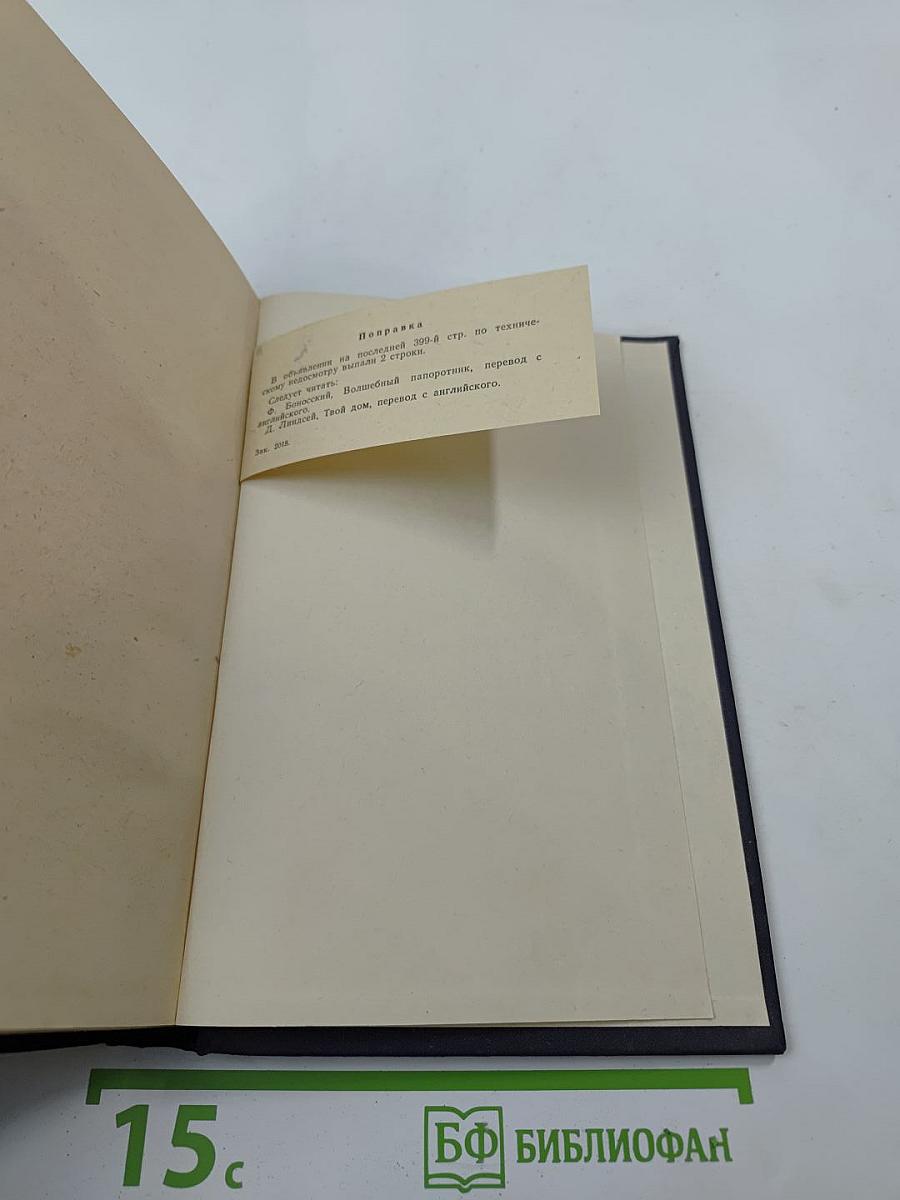 Поправка
В объявлении на последней 399-й стр. по техниче-
скому недосмотру выпали 2 строки.
Следует читать:
Ф. Боносский, Волшебный папоротник, перевод с
английского.
Д. Линдсей, Твой дом, перевод с английского.
Зак. 2018.
15 с
БФ БИБЛИОФАН